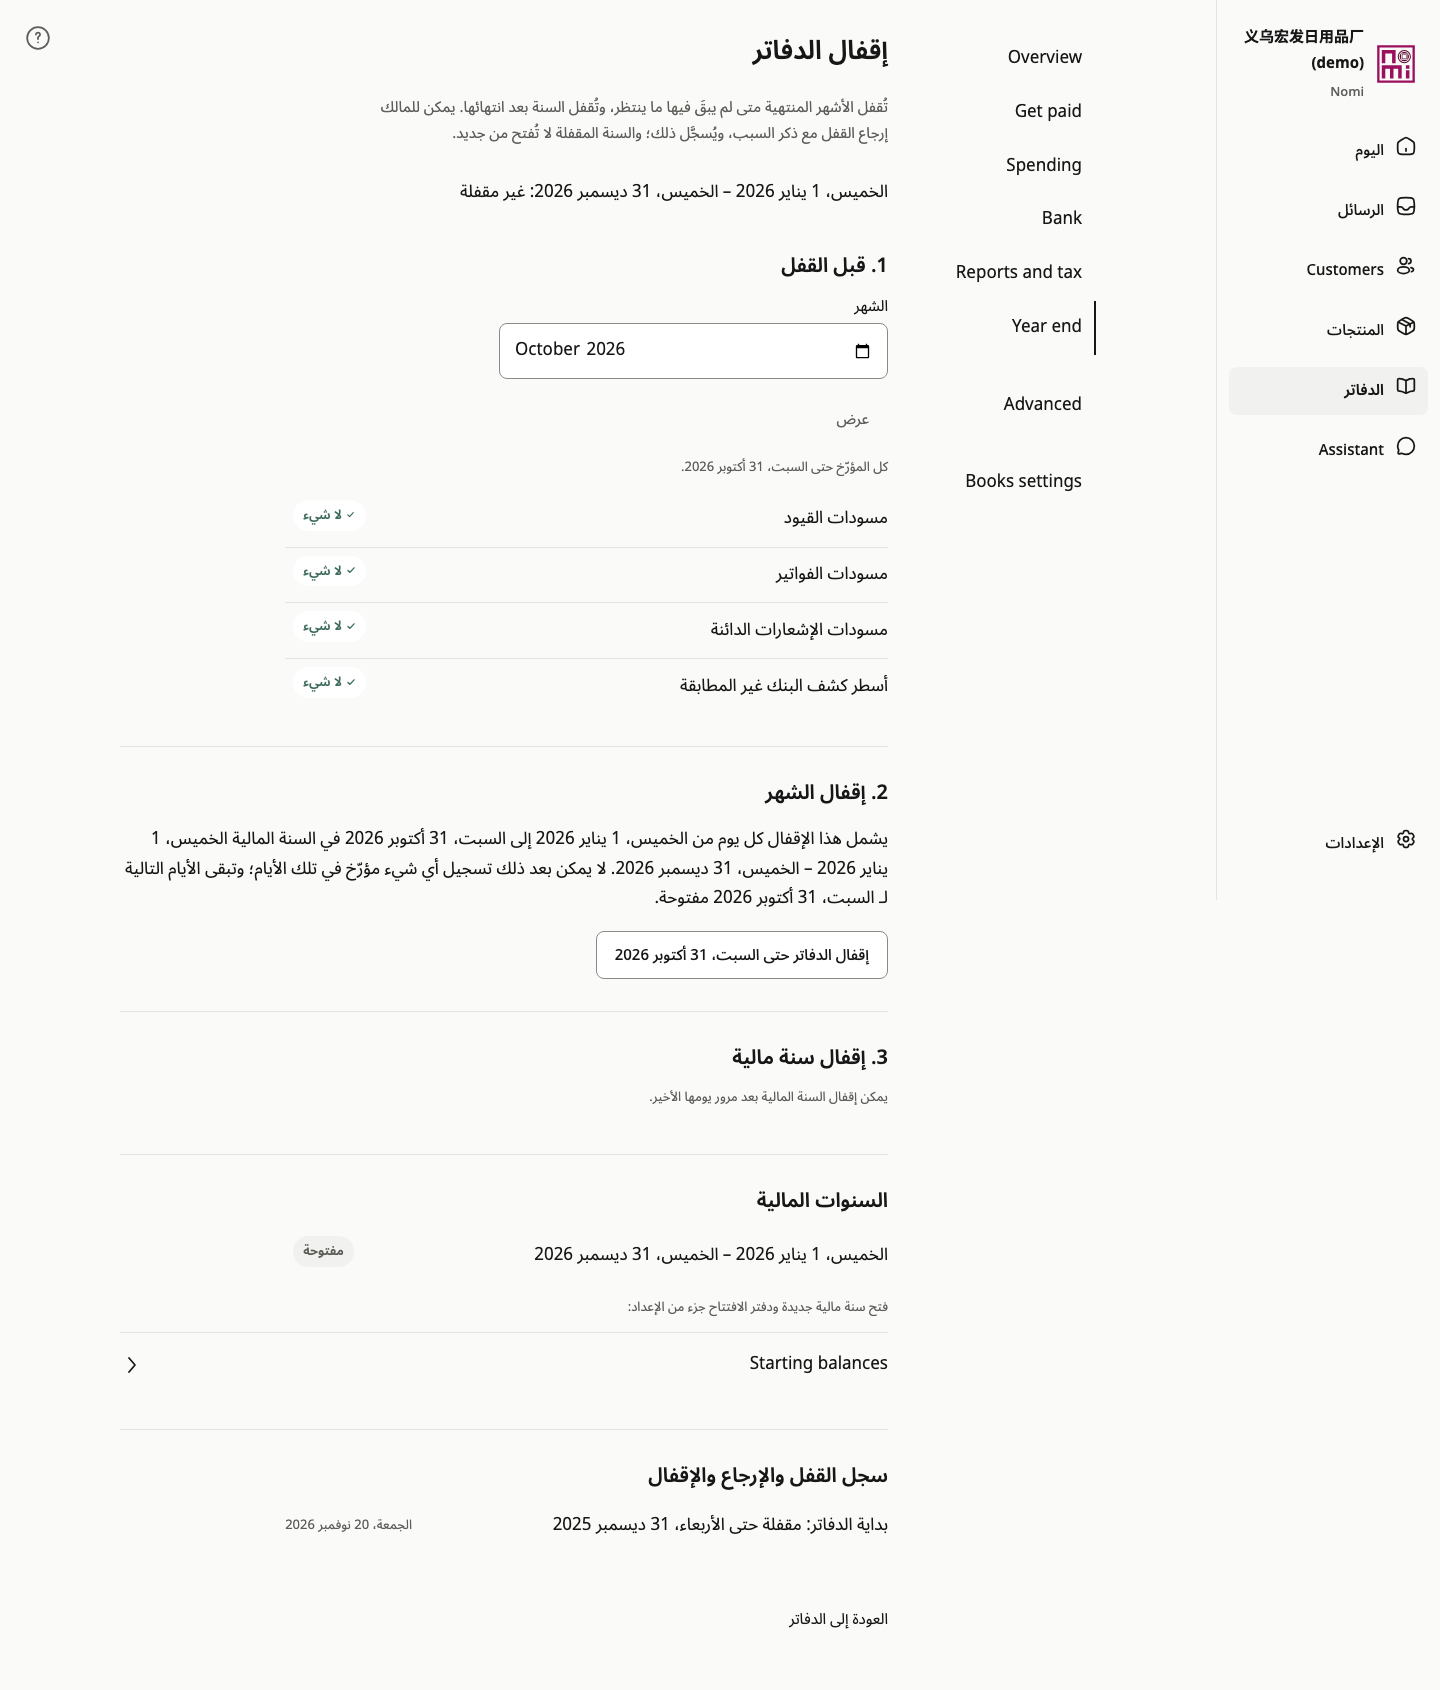 义乌宏发日用品厂
(demo)
Nomi
اليوم
الرسائل
Customers
المنتجات
الدفاتر
Assistant
الإعدادات
Overview
Get paid
Spending
Bank
Reports and tax
Year end
Advanced
Books settings
إقفال الدفاتر
تُقفل الأشهر المنتهية متى لم يبقَ فيها ما ينتظر، وتُقفل السنة بعد انتهائها. يمكن للمالك
إرجاع القفل مع ذكر السبب، ويُسجَّل ذلك؛ والسنة المقفلة لا تُفتح من جديد.
الخميس، 1 يناير 2026 – الخميس، 31 ديسمبر 2026: غير مقفلة
1. قبل القفل
الشهر
October 2026
عرض
كل المؤرّخ حتى السبت، 31 أكتوبر 2026.
مسودات القيود
لا شيء
مسودات الفواتير
لا شيء
مسودات الإشعارات الدائنة
لا شيء
أسطر كشف البنك غير المطابقة
لا شيء
2. إقفال الشهر
يشمل هذا الإقفال كل يوم من الخميس، 1 يناير 2026 إلى السبت، 31 أكتوبر 2026 في السنة المالية الخميس، 1
يناير 2026 – الخميس، 31 ديسمبر 2026. لا يمكن بعد ذلك تسجيل أي شيء مؤرّخ في تلك الأيام؛ وتبقى الأيام التالية
لـ السبت، 31 أكتوبر 2026 مفتوحة.
إقفال الدفاتر حتى السبت، 31 أكتوبر 2026
3. إقفال سنة مالية
يمكن إقفال السنة المالية بعد مرور يومها الأخير.
السنوات المالية
الخميس، 1 يناير 2026 – الخميس، 31 ديسمبر 2026
مفتوحة
فتح سنة مالية جديدة ودفتر الافتتاح جزء من الإعداد:
Starting balances
سجل القفل والإرجاع والإقفال
بداية الدفاتر: مقفلة حتى الأربعاء، 31 ديسمبر 2025
الجمعة، 20 نوفمبر 2026
العودة إلى الدفاتر